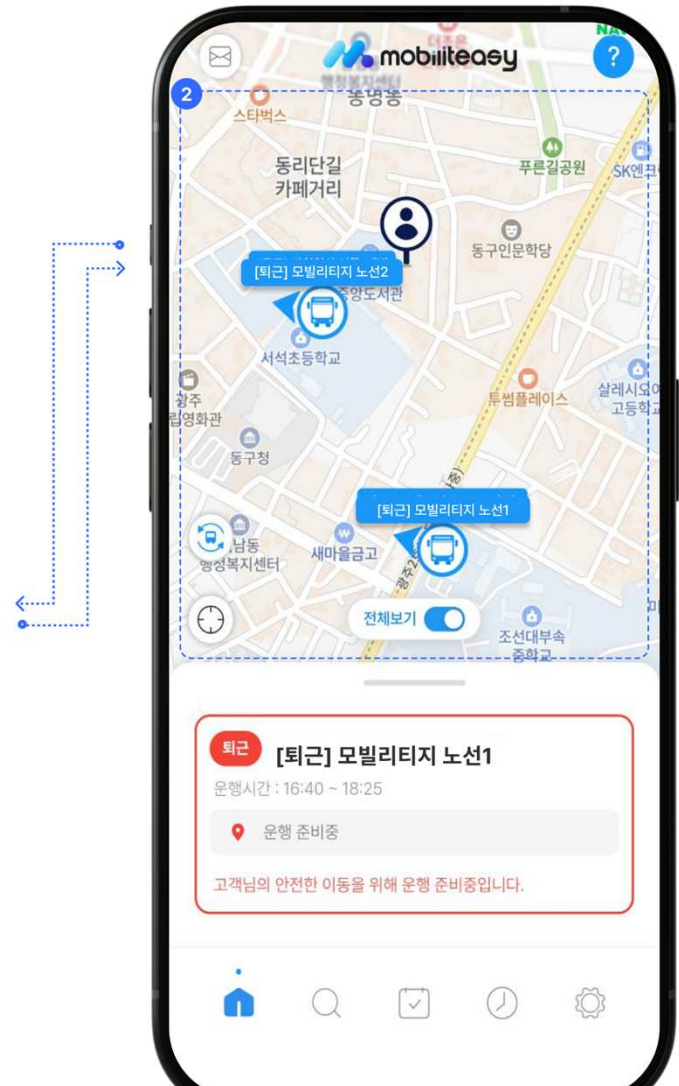 mobiliteasy
?
행정복지센터
동명동
2
스타벅스
동리단길
카페거리
푸른길공원
SK엔크
동구인문학당
[퇴근] 모빌리티지 노선2
중앙도서관
서석초등학교
광주
립영화관
투썸플레이스
살레시오여
고등학교
동구청
[퇴근] 모빌리티지 노선1
남동
행정복지센터
새마을금고
전체보기
조선대부속
중학교
퇴근
[퇴근] 모빌리티지 노선1
운행시간 : 16:40 ~ 18:25
운행 준비중
고객님의 안전한 이동을 위해 운행 준비중입니다.